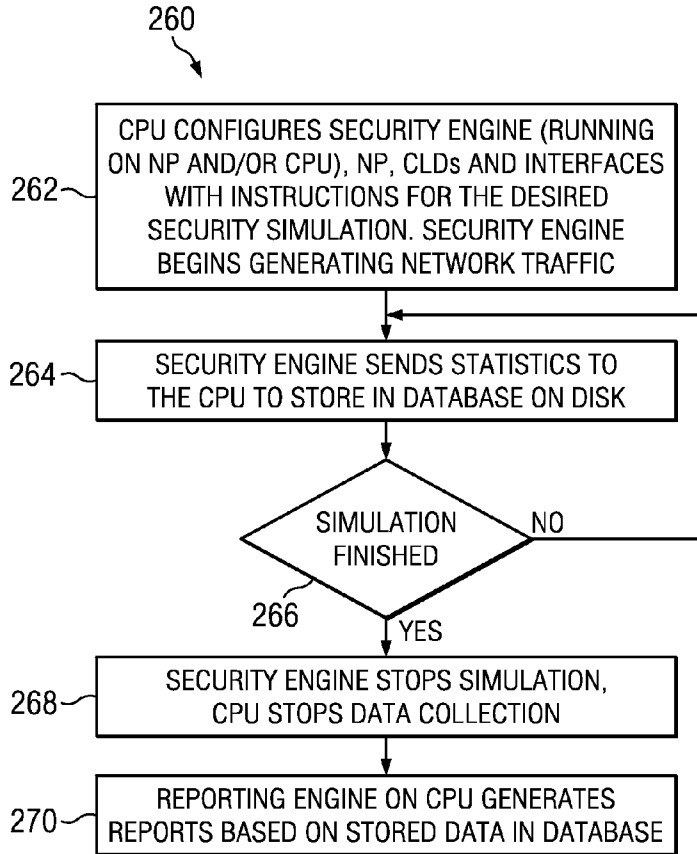 260
262
CPU CONFIGURES SECURITY ENGINE (RUNNING
ON NP AND/OR CPU), NP, CLDs AND INTERFACES
WITH INSTRUCTIONS FOR THE DESIRED
SECURITY SIMULATION. SECURITY ENGINE
BEGINS GENERATING NETWORK TRAFFIC
264
SECURITY ENGINE SENDS STATISTICS TO
THE CPU TO STORE IN DATABASE ON DISK
SIMULATION
FINISHED
NO
266
YES
268
SECURITY ENGINE STOPS SIMULATION,
CPU STOPS DATA COLLECTION
270
REPORTING ENGINE ON CPU GENERATES
REPORTS BASED ON STORED DATA IN DATABASE